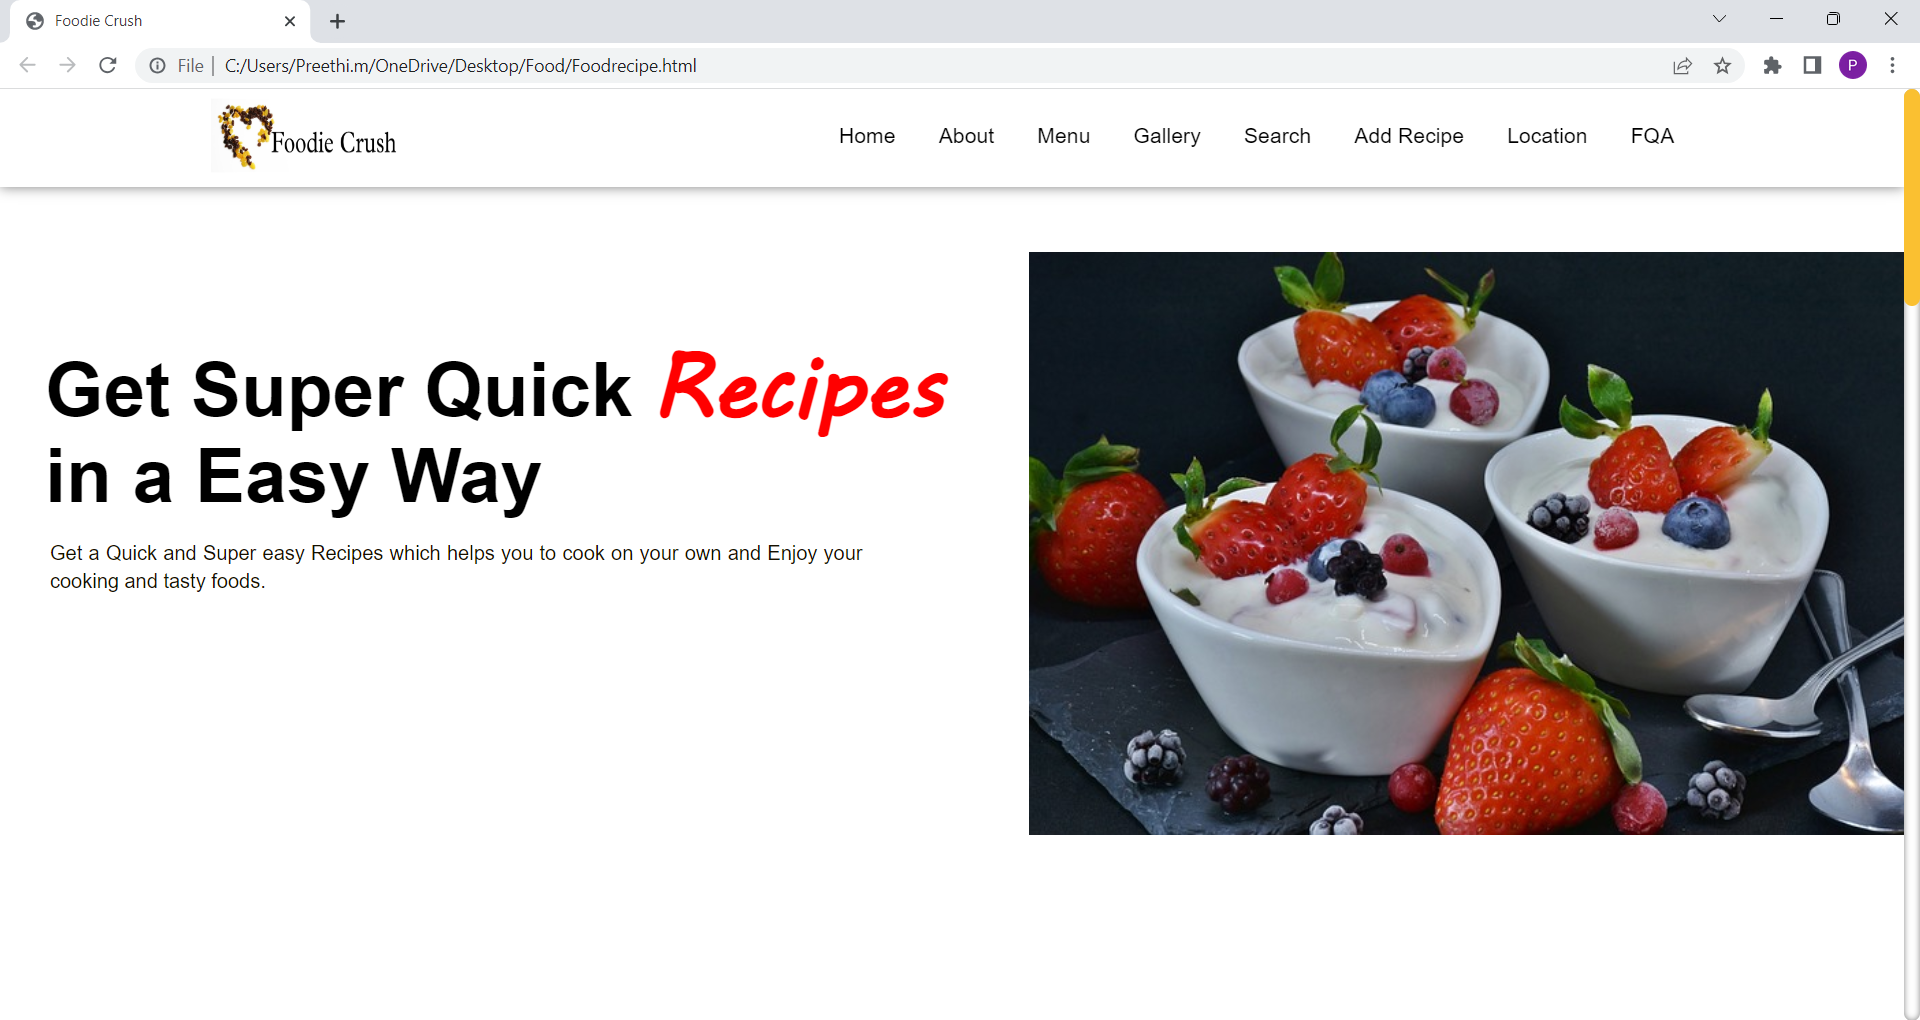 Foodie Crush
File | C:/Users/Preethi.m/OneDrive/Desktop/Food/Foodrecipe.html
P
Foodie Crush
Home About Menu Gallery Search Add Recipe Location FQA
Get Super Quick Recipes
in a Easy Way
Get a Quick and Super easy Recipes which helps you to cook on your own and Enjoy your
cooking and tasty foods.